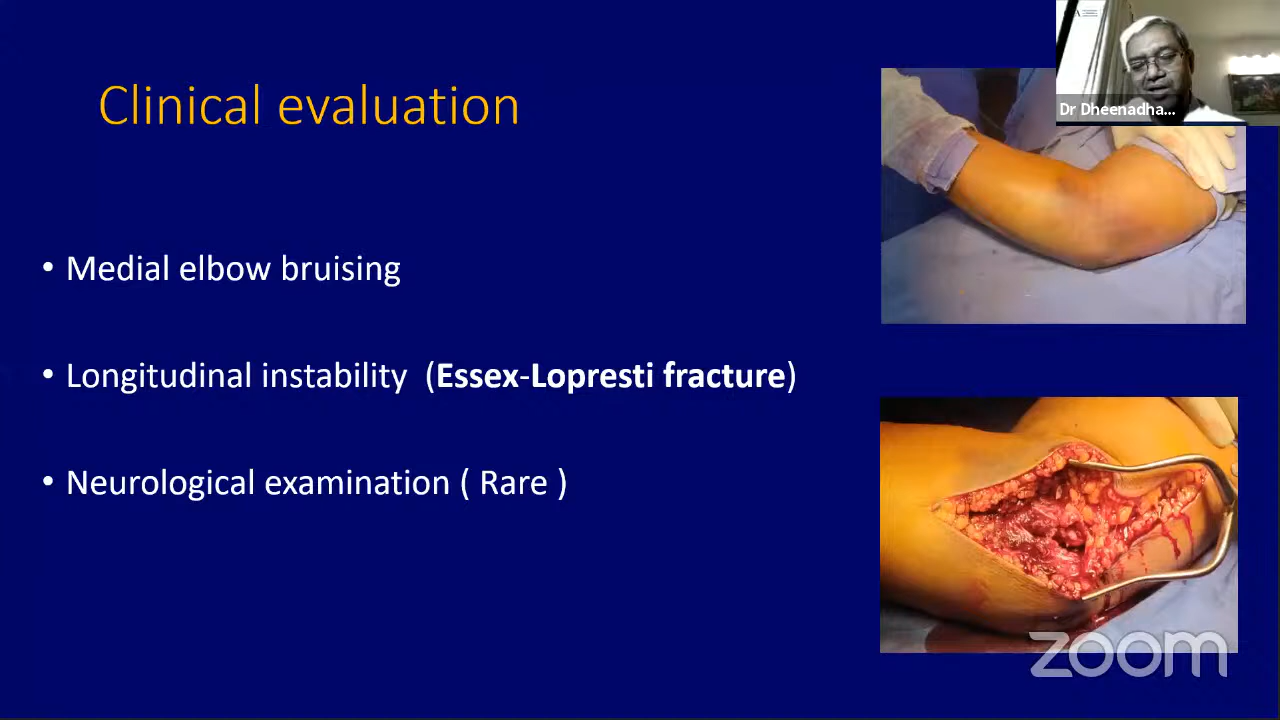 Clinical evaluation
Dr Dheenadha...
• Medial elbow bruising
• Longitudinal instability (Essex-Lopresti fracture)
• Neurological examination ( Rare )
zoom